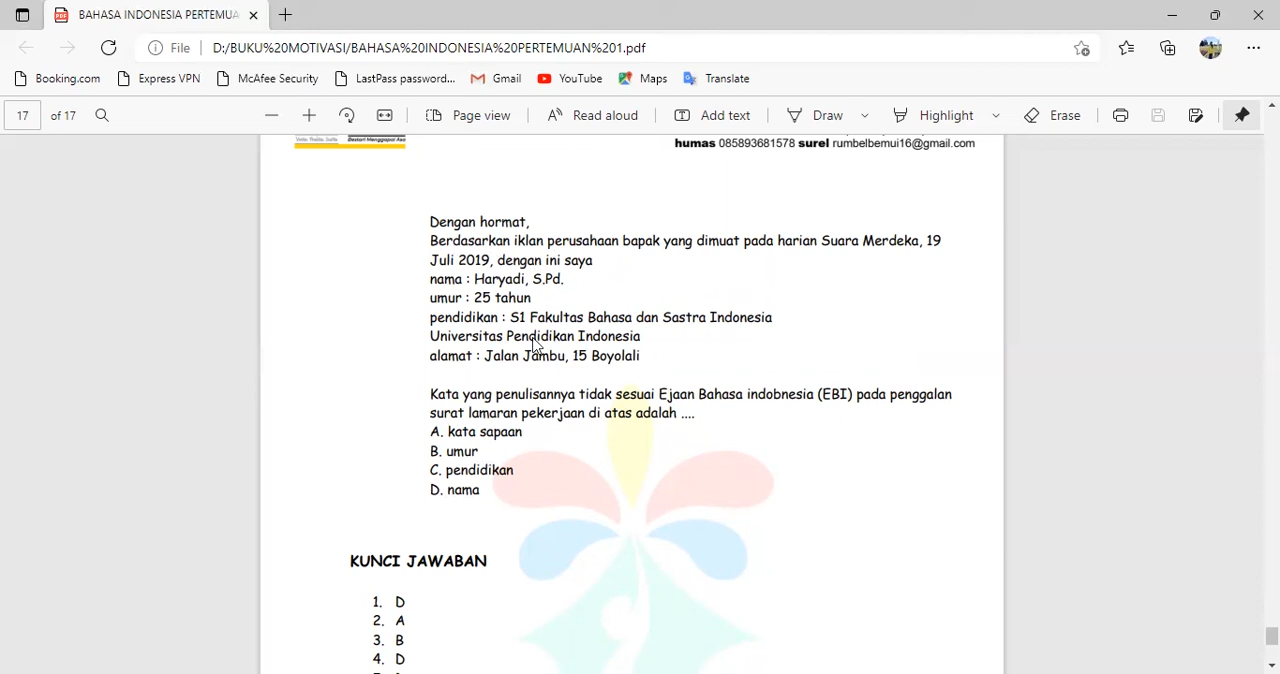 BAHASA INDONESIA PERTEMUA
File D:/BUKU%20MOTIVASI/BAHASA%20INDONESIA%20PERTEMUAN%201.pdf
Booking.com Express VPN McAfee Security LastPass password... Gmail YouTube Maps Translate
17 of 17 Page view Read aloud Add text Draw Highlight Erase
Bestari Menggapai Asa
humas 085893681578 surel rumbelbemui16@gmail.com
Dengan hormat,
Berdasarkan iklan perusahaan bapak yang dimuat pada harian Suara Merdeka, 19
Juli 2019, dengan ini saya
nama : Haryadi, S.Pd.
umur : 25 tahun
pendidikan : S1 Fakultas Bahasa dan Sastra Indonesia
Universitas Pendidikan Indonesia
alamat : Jalan Jambu, 15 Boyolali
Kata yang penulisannya tidak sesuai Ejaan Bahasa indobnesia (EBI) pada penggalan
surat lamaran pekerjaan di atas adalah ....
A. kata sapaan
B. umur
C. pendidikan
D. nama
KUNCI JAWABAN
1. D
2. A
3. B
4. D